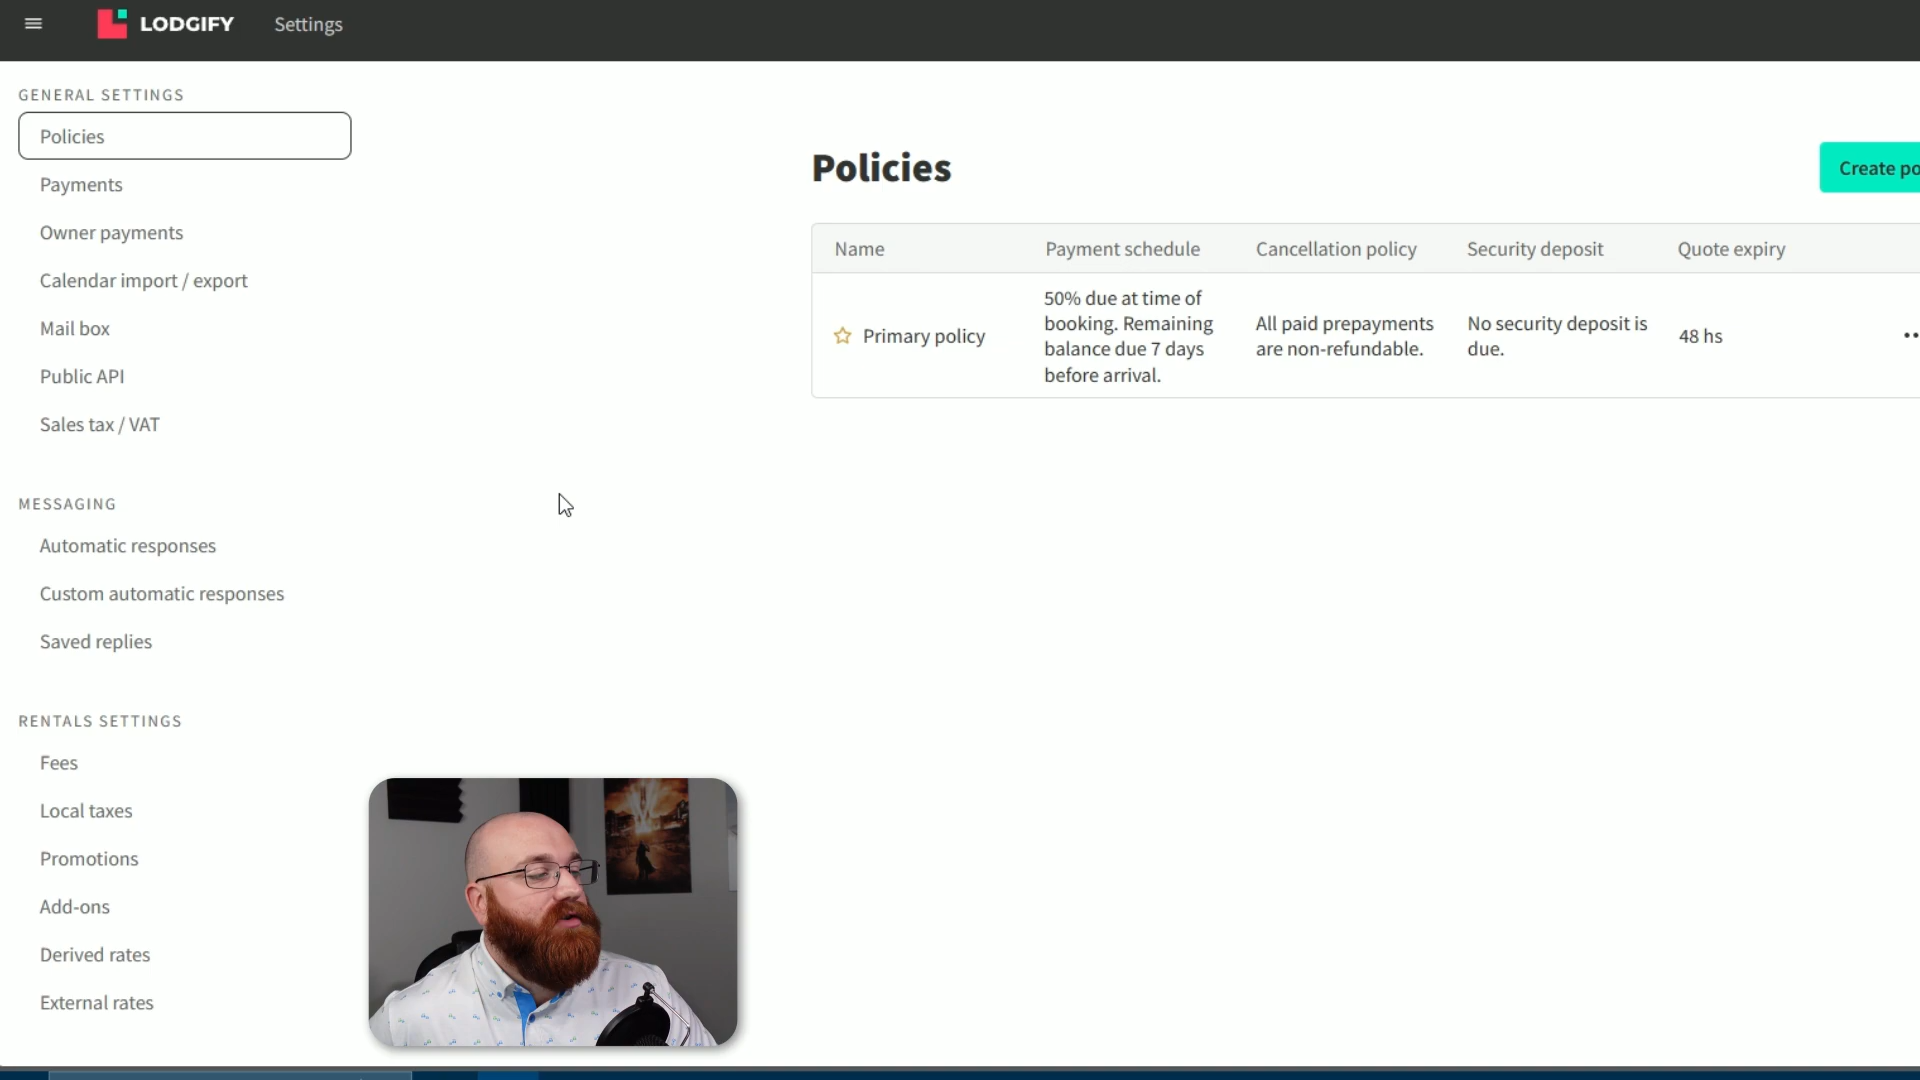 LODGIFY
Settings
GENERAL SETTINGS
Policies
Payments
Owner payments
Calendar import / export
Mail box
Public API
Sales tax / VAT
MESSAGING
Automatic responses
Custom automatic responses
Saved replies
RENTALS SETTINGS
Fees
Local taxes
Promotions
Add-ons
Derived rates
External rates
Policies
Create po
Name
Payment schedule
Cancellation policy
Security deposit
Quote expiry
Primary policy
50% due at time of
booking. Remaining
balance due 7 days
before arrival.
All paid prepayments
are non-refundable.
No security deposit is
due.
48 hs